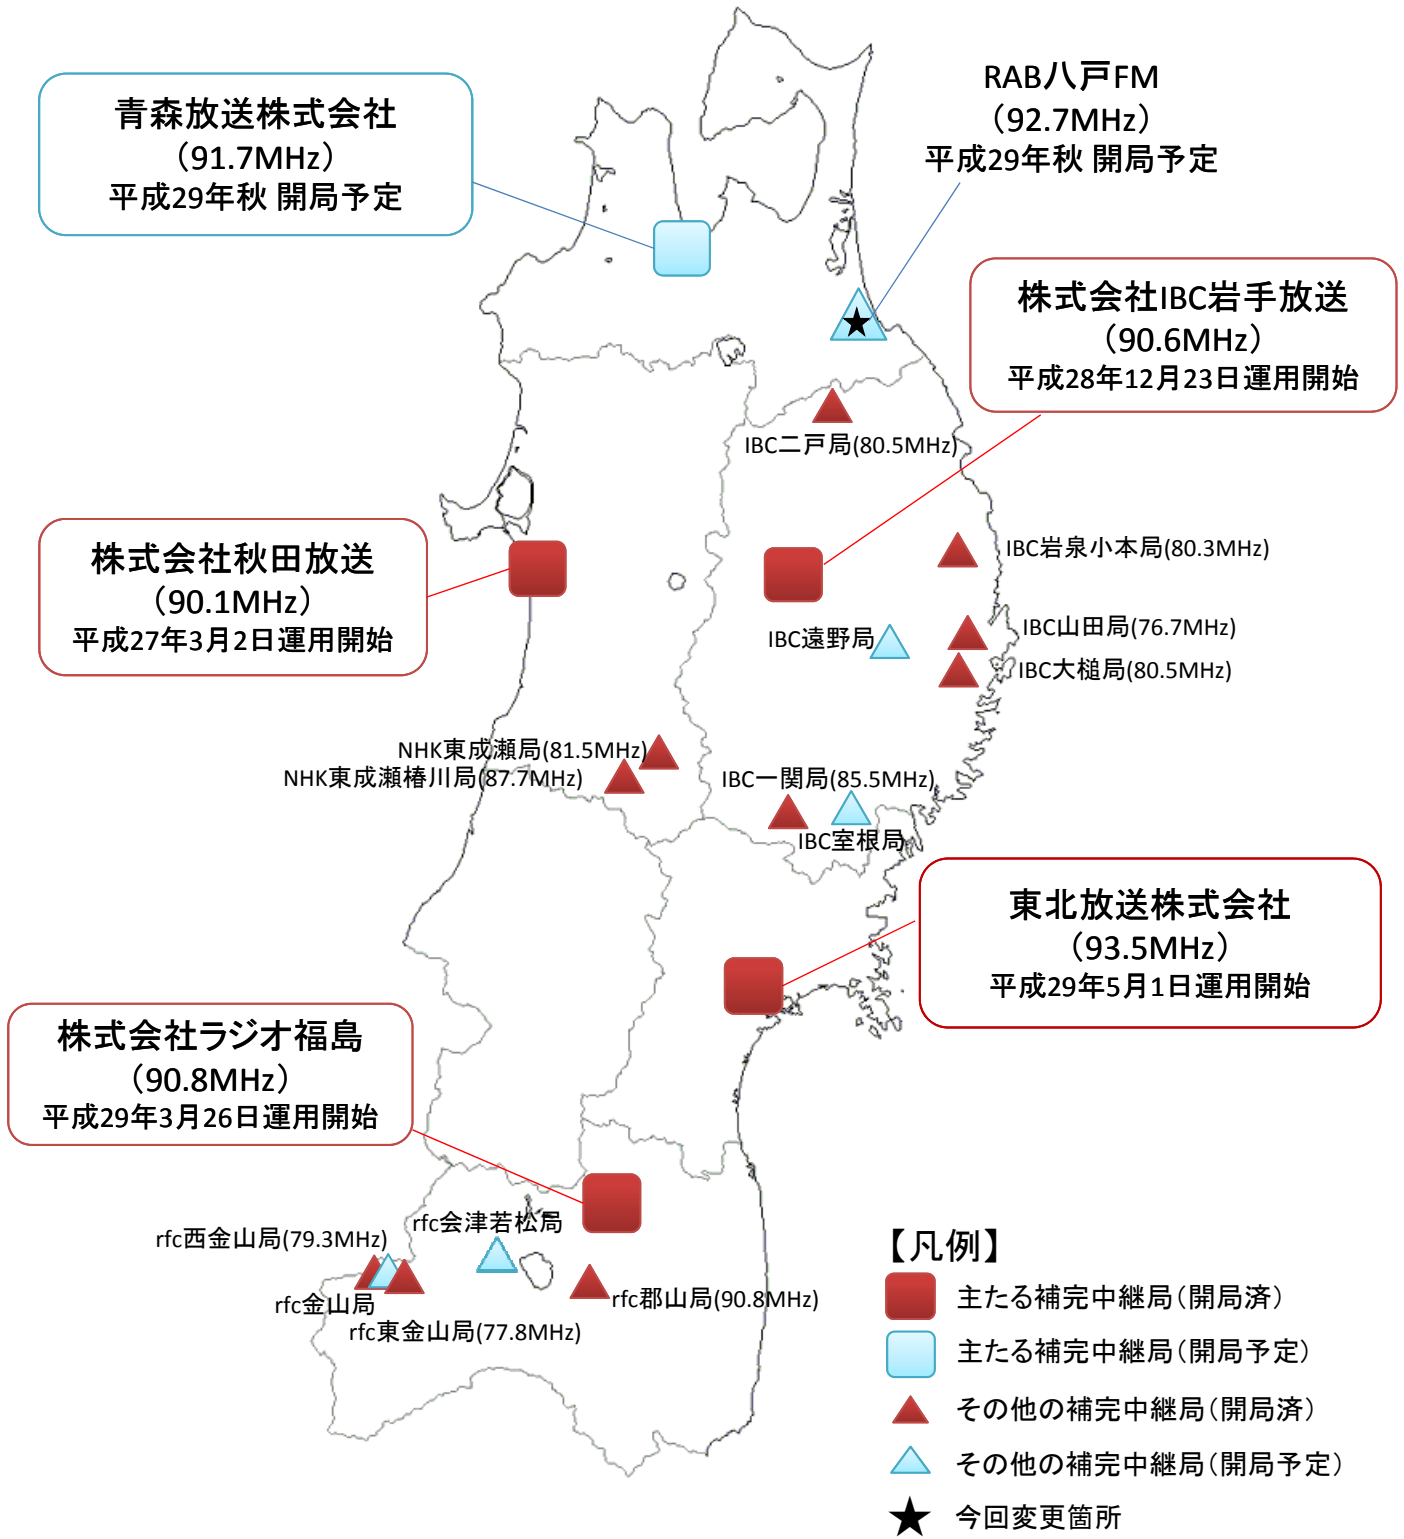 青森放送株式会社
（91.7MHz）
平成29年秋 開局予定
RAB八戸FM
（92.7MHz）
平成29年秋 開局予定
株式会社IBC岩手放送
（90.6MHz）
平成28年12月23日運用開始
IBC二戸局(80.5MHz)
株式会社秋田放送
（90.1MHz）
平成27年3月2日運用開始
IBC岩泉小本局(80.3MHz)
IBC山田局(76.7MHz)
IBC遠野局
IBC大槌局(80.5MHz)
NHK東成瀬局(81.5MHz)
NHK東成瀬椿川局(87.7MHz)
IBC一関局(85.5MHz)
IBC室根局
東北放送株式会社
（93.5MHz）
平成29年5月1日運用開始
株式会社ラジオ福島
（90.8MHz）
平成29年3月26日運用開始
rfc会津若松局
rfc西金山局(79.3MHz)
rfc金山局
rfc東金山局(77.8MHz)
rfc郡山局(90.8MHz)
【凡例】
主たる補完中継局（開局済）
主たる補完中継局（開局予定）
その他の補完中継局（開局済）
その他の補完中継局（開局予定）
今回変更箇所